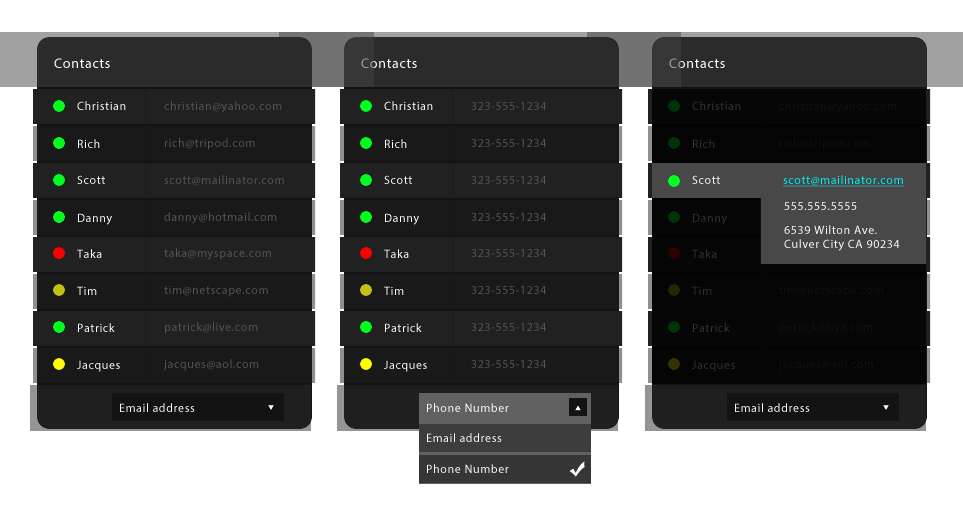 Contacts
Christian christian@yahoo.com
Rich rich@tripod.com
Scott scott@mailinator.com
Danny danny@hotmail.com
Taka taka@myspace.com
Tim tim@netscape.com
Patrick patrick@live.com
Jacques jacques@aol.com
Email address
Contacts
Christian 323-555-1234
Rich 323-555-1234
Scott 323-555-1234
Danny 323-555-1234
Taka 323-555-1234
Tim 323-555-1234
Patrick 323-555-1234
Jacques 323-555-1234
Phone Number
Email address
Phone Number
Contacts
Christian christian@yahoo.com
Rich rich@tripod.com
Scott scott@mailinator.com
555.555.5555
Danny
6539 Wilton Ave.
Culver City CA 90234
Taka
Tim tim@netscape.com
Patrick patrick@live.com
Jacques jacques@aol.com
Email address